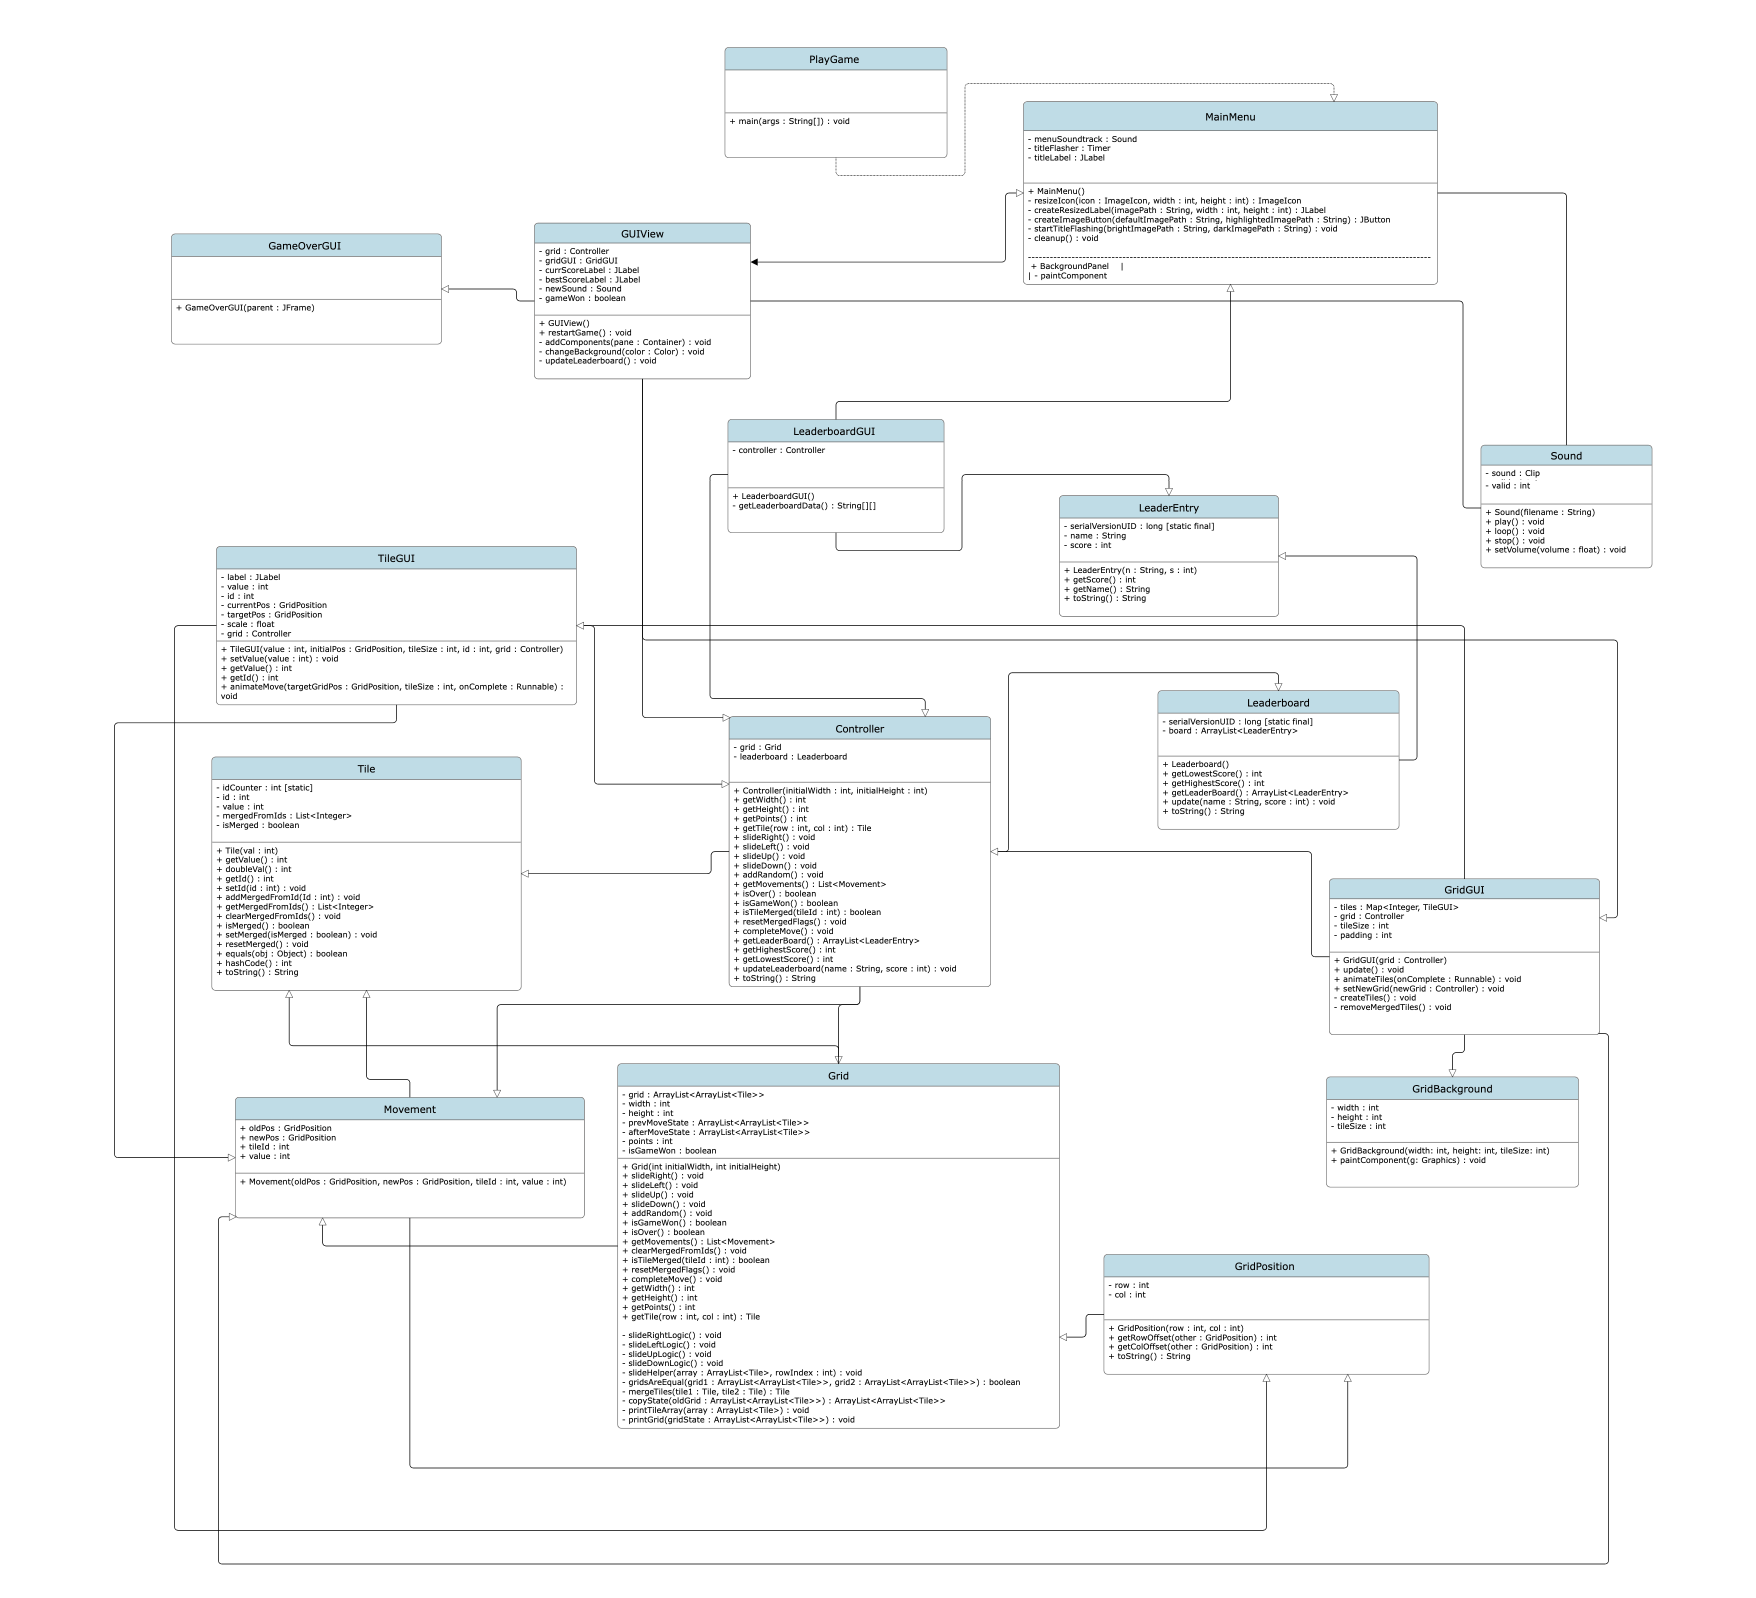 PlayGame
+ main(args : String[]) : void
MainMenu
- menuSoundtrack : Sound
- titleFlasher : Timer
- titleLabel : JLabel
+ MainMenu()
- resizeIcon(icon : ImageIcon, width : int, height : int) : ImageIcon
- createResizedLabel(imagePath : String, width : int, height : int) : JLabel
- createImageButton(defaultImagePath : String, highlightedImagePath : String) : JButton
- startTitleFlashing(brightImagePath : String, darkImagePath : String) : void
- cleanup() : void
--------------------------------------------------------------------------------------------------
+ BackgroundPanel |
| - paintComponent
GUIView
- grid : Controller
- gridGUI : GridGUI
- currScoreLabel : JLabel
- bestScoreLabel : JLabel
- newSound : Sound
- gameWon : boolean
+ GUIView()
+ restartGame() : void
- addComponents(pane : Container) : void
- changeBackground(color : Color) : void
- updateLeaderboard() : void
GameOverGUI
+ GameOverGUI(parent : JFrame)
LeaderboardGUI
- controller : Controller
+ LeaderboardGUI()
- getLeaderboardData() : String[][]
Sound
- sound : Clip
- valid : int
+ Sound(filename : String)
+ play() : void
+ loop() : void
+ stop() : void
+ setVolume(volume : float) : void
LeaderEntry
- serialVersionUID : long [static final]
- name : String
- score : int
+ LeaderEntry(n : String, s : int)
+ getScore() : int
+ getName() : String
+ toString() : String
TileGUI
- label : JLabel
- value : int
- id : int
- currentPos : GridPosition
- targetPos : GridPosition
- scale : float
- grid : Controller
+ TileGUI(value : int, initialPos : GridPosition, tileSize : int, id : int, grid : Controller)
+ setValue(value : int) : void
+ getValue() : int
+ getId() : int
+ animateMove(targetGridPos : GridPosition, tileSize : int, onComplete : Runnable) :
void
Leaderboard
- serialVersionUID : long [static final]
- board : ArrayList<LeaderEntry>
+ Leaderboard()
+ getLowestScore() : int
+ getHighestScore() : int
+ getLeaderBoard() : ArrayList<LeaderEntry>
+ update(name : String, score : int) : void
+ toString() : String
Controller
- grid : Grid
- leaderboard : Leaderboard
+ Controller(initialWidth : int, initialHeight : int)
+ getWidth() : int
+ getHeight() : int
+ getPoints() : int
+ getTile(row : int, col : int) : Tile
+ slideRight() : void
+ slideLeft() : void
+ slideUp() : void
+ slideDown() : void
+ addRandom() : void
+ getMovements() : List<Movement>
+ isOver() : boolean
+ isGameWon() : boolean
+ isTileMerged(tileId : int) : boolean
+ resetMergedFlags() : void
+ completeMove() : void
+ getLeaderBoard() : ArrayList<LeaderEntry>
+ getHighestScore() : int
+ getLowestScore() : int
+ updateLeaderboard(name : String, score : int) : void
+ toString() : String
Tile
- idCounter : int [static]
- id : int
- value : int
- mergedFromIds : List<Integer>
- isMerged : boolean
+ Tile(val : int)
+ getValue() : int
+ doubleVal() : int
+ getId() : int
+ setId(id : int) : void
+ addMergedFromId(Id : int) : void
+ getMergedFromIds() : List<Integer>
+ clearMergedFromIds() : void
+ isMerged() : boolean
+ setMerged(isMerged : boolean) : void
+ resetMerged() : void
+ equals(obj : Object) : boolean
+ hashCode() : int
+ toString() : String
GridGUI
- tiles : Map<Integer, TileGUI>
- grid : Controller
- tileSize : int
- padding : int
+ GridGUI(grid : Controller)
+ update() : void
+ animateTiles(onComplete : Runnable) : void
+ setNewGrid(newGrid : Controller) : void
- createTiles() : void
- removeMergedTiles() : void
Grid
- grid : ArrayList<ArrayList<Tile>>
- width : int
- height : int
- prevMoveState : ArrayList<ArrayList<Tile>>
- afterMoveState : ArrayList<ArrayList<Tile>>
- points : int
- isGameWon : boolean
+ Grid(int initialWidth, int initialHeight)
+ slideRight() : void
+ slideLeft() : void
+ slideUp() : void
+ slideDown() : void
+ addRandom() : void
+ isGameWon() : boolean
+ isOver() : boolean
+ getMovements() : List<Movement>
+ clearMergedFromIds() : void
+ isTileMerged(tileId : int) : boolean
+ resetMergedFlags() : void
+ completeMove() : void
+ getWidth() : int
+ getHeight() : int
+ getPoints() : int
+ getTile(row : int, col : int) : Tile
- slideRightLogic() : void
- slideLeftLogic() : void
- slideUpLogic() : void
- slideDownLogic() : void
- slideHelper(array : ArrayList<Tile>, rowIndex : int) : void
- gridsAreEqual(grid1 : ArrayList<ArrayList<Tile>>, grid2 : ArrayList<ArrayList<Tile>>) : boolean
- mergeTiles(tile1 : Tile, tile2 : Tile) : Tile
- copyState(oldGrid : ArrayList<ArrayList<Tile>>) : ArrayList<ArrayList<Tile>>
- printTileArray(array : ArrayList<Tile>) : void
- printGrid(gridState : ArrayList<ArrayList<Tile>>) : void
GridBackground
- width : int
- height : int
- tileSize : int
+ GridBackground(width: int, height: int, tileSize: int)
+ paintComponent(g: Graphics) : void
Movement
+ oldPos : GridPosition
+ newPos : GridPosition
+ tileId : int
+ value : int
+ Movement(oldPos : GridPosition, newPos : GridPosition, tileId : int, value : int)
GridPosition
- row : int
- col : int
+ GridPosition(row : int, col : int)
+ getRowOffset(other : GridPosition) : int
+ getColOffset(other : GridPosition) : int
+ toString() : String